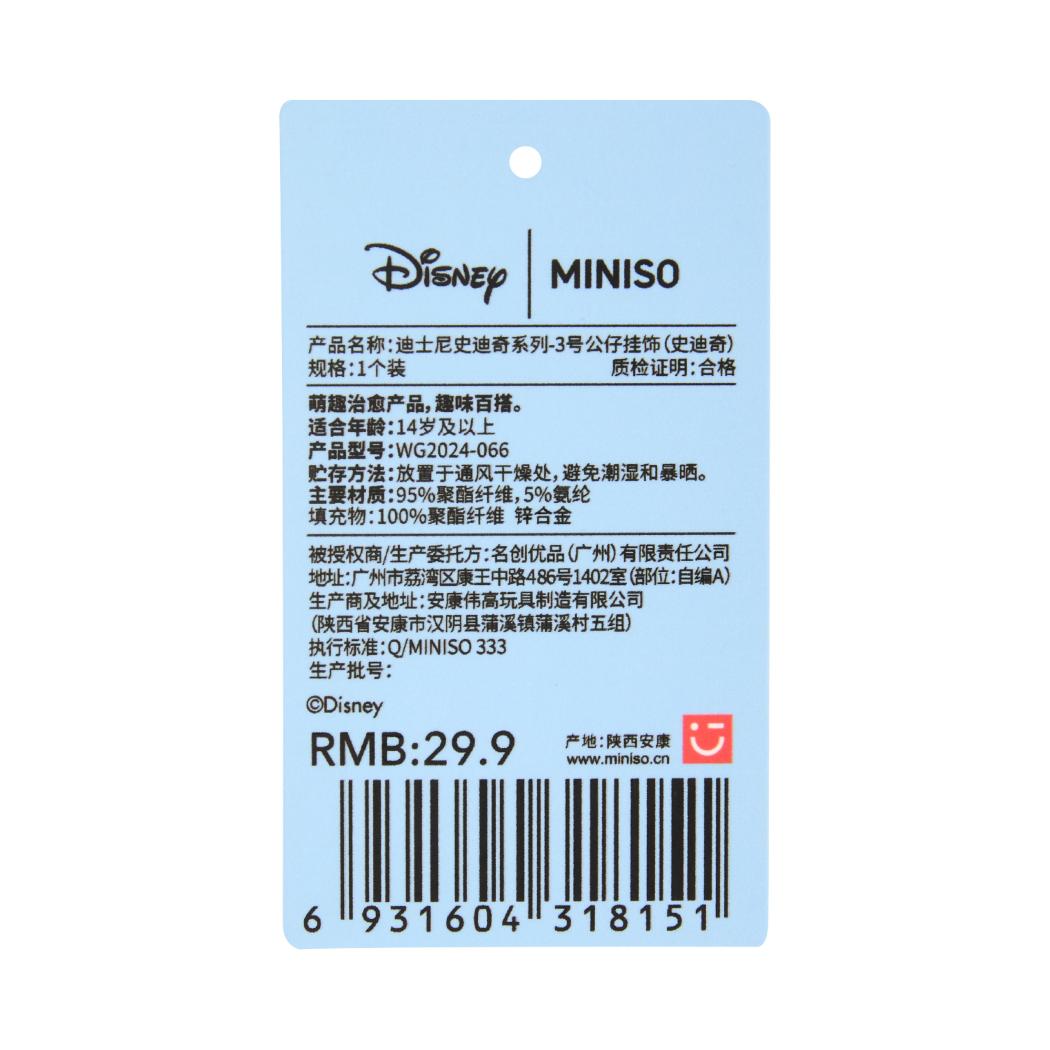 Disney | MINISO
产品名称:迪士尼史迪奇系列-3号公仔挂饰(史迪奇)
规格:1个装 质检证明:合格
萌趣治愈产品,趣味百搭。
适合年龄:14岁及以上
产品型号:WG2024-066
贮存方法:放置于通风干燥处,避免潮湿和暴晒。
主要材质:95%聚酯纤维,5%氨纶
填充物:100%聚酯纤维 锌合金
被授权商/生产委托方:名创优品(广州)有限责任公司
地址:广州市荔湾区康王中路486号1402室(部位:自编A)
生产商及地址:安康伟高玩具制造有限公司
(陕西省安康市汉阴县蒲溪镇蒲溪村五组)
执行标准:Q/MINISO 333
生产批号:
©Disney
RMB:29.9
产地:陕西安康
www.miniso.cn
6 931604 318151